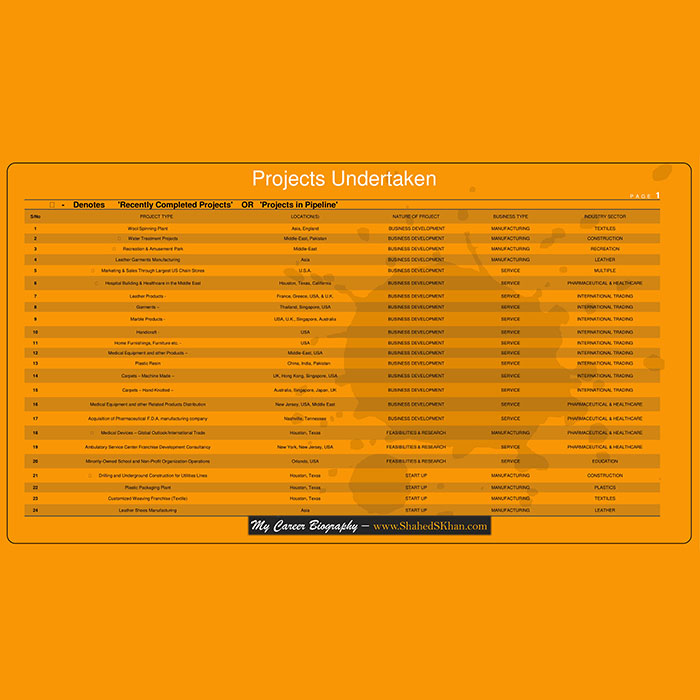 Projects Undertaken
PAGE 1
- Denotes 'Recently Completed Projects' OR 'Projects in Pipeline'
S/No PROJECT TYPE LOCATION(S) NATURE OF PROJECT BUSINESS TYPE INDUSTRY SECTOR
1 Wool Spinning Plant Asia, England BUSINESS DEVELOPMENT MANUFACTURING TEXTILES
2 Water Treatment Projects Middle-East, Pakistan BUSINESS DEVELOPMENT MANUFACTURING CONSTRUCTION
3 Recreation & Amusement Park Middle-East BUSINESS DEVELOPMENT MANUFACTURING RECREATION
4 Leather Garments Manufacturing Asia BUSINESS DEVELOPMENT MANUFACTURING LEATHER
5 Marketing & Sales Through Largest US Chain Stores U.S.A. BUSINESS DEVELOPMENT SERVICE MULTIPLE
6 Hospital Building & Healthcare in the Middle East Houston, Texas, California BUSINESS DEVELOPMENT SERVICE PHARMACEUTICAL & HEALTHCARE
7 Leather Products - France, Greece, USA, & U.K. BUSINESS DEVELOPMENT SERVICE INTERNATIONAL TRADING
8 Garments – Thailand, Singapore, USA BUSINESS DEVELOPMENT SERVICE INTERNATIONAL TRADING
9 Marble Products - USA, U.K., Singapore, Australia BUSINESS DEVELOPMENT SERVICE INTERNATIONAL TRADING
10 Handicraft - USA BUSINESS DEVELOPMENT SERVICE INTERNATIONAL TRADING
11 Home Furnishings, Furniture etc. - USA BUSINESS DEVELOPMENT SERVICE INTERNATIONAL TRADING
12 Medical Equipment and other Products – Middle-East, USA BUSINESS DEVELOPMENT SERVICE INTERNATIONAL TRADING
13 Plastic Resin China, India, Pakistan BUSINESS DEVELOPMENT SERVICE INTERNATIONAL TRADING
14 Carpets – Machine Made – UK, Hong Kong, Singapore, USA BUSINESS DEVELOPMENT SERVICE INTERNATIONAL TRADING
15 Carpets – Hand Knotted – Australia, Singapore, Japan, UK BUSINESS DEVELOPMENT SERVICE INTERNATIONAL TRADING
16 Medical Equipment and other Related Products Distribution New Jersey, USA, Middle East BUSINESS DEVELOPMENT SERVICE PHARMACEUTICAL & HEALTHCARE
17 Acquisition of Pharmaceutical F.D.A. manufacturing company Nashville, Tennessee BUSINESS DEVELOPMENT SERVICE PHARMACEUTICAL & HEALTHCARE
18 Medical Devices – Global Outlook/International Trade Houston, Texas FEASIBILITIES & RESEARCH MANUFACTURING PHARMACEUTICAL & HEALTHCARE
19 Ambulatory Service Center Franchise Development Consultancy New York, New Jersey, USA FEASIBILITIES & RESEARCH SERVICE PHARMACEUTICAL & HEALTHCARE
20 Minority-Owned School and Non-Profit Organization Operations Orlando, USA FEASIBILITIES & RESEARCH SERVICE EDUCATION
21 Drilling and Underground Construction for Utilities Lines Houston, Texas START UP MANUFACTURING CONSTRUCTION
22 Plastic Packaging Plant Houston, Texas START UP MANUFACTURING PLASTICS
23 Customized Weaving Franchise (Textile) Houston, Texas START UP MANUFACTURING TEXTILES
24 Leather Shoes Manufacturing Asia START UP MANUFACTURING LEATHER
My Career Biography – www.ShahedSKhan.com